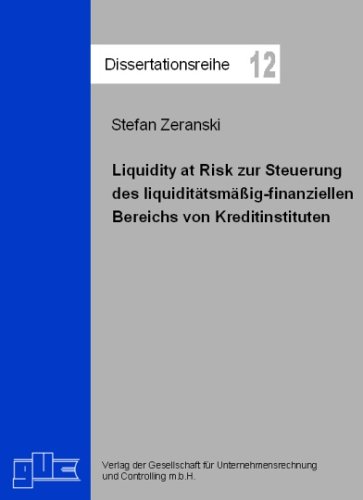 Dissertationsreihe 12
Stefan Zeranski
Liquidity at Risk zur Steuerung
des liquiditätsmäßig-finanziellen
Bereichs von Kreditinstituten
guc
Verlag der Gesellschaft für Unternehmensrechnung
und Controlling m.b.H.